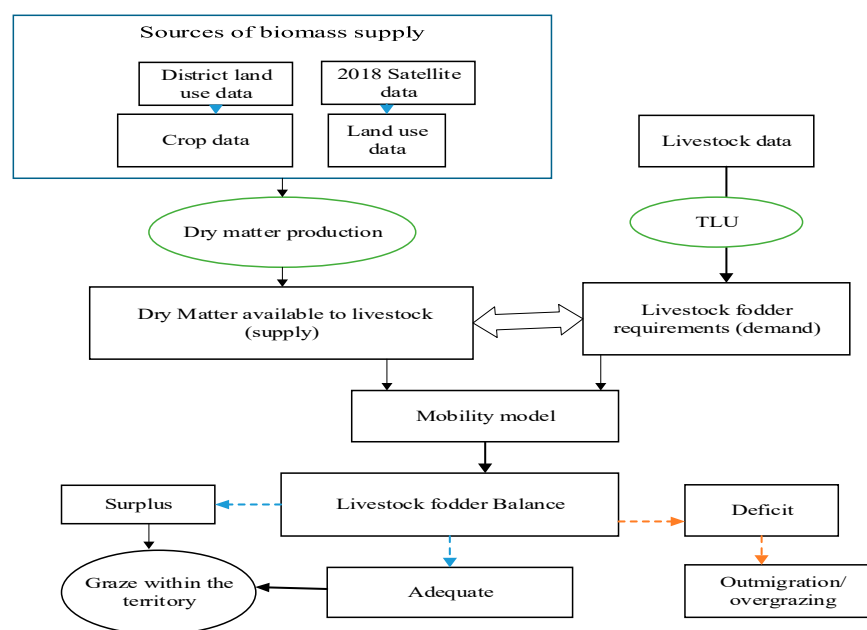 Sources of biomass supply
District land
use data
2018 Satellite
data
Crop data
Land use
data
Livestock data
Dry matter production
TLU
Dry Matter available to livestock
(supply)
Livestock fodder
requirements (demand)
Mobility model
Surplus
Livestock fodder Balance
Deficit
Graze within the
territory
Adequate
Outmigration/
overgrazing